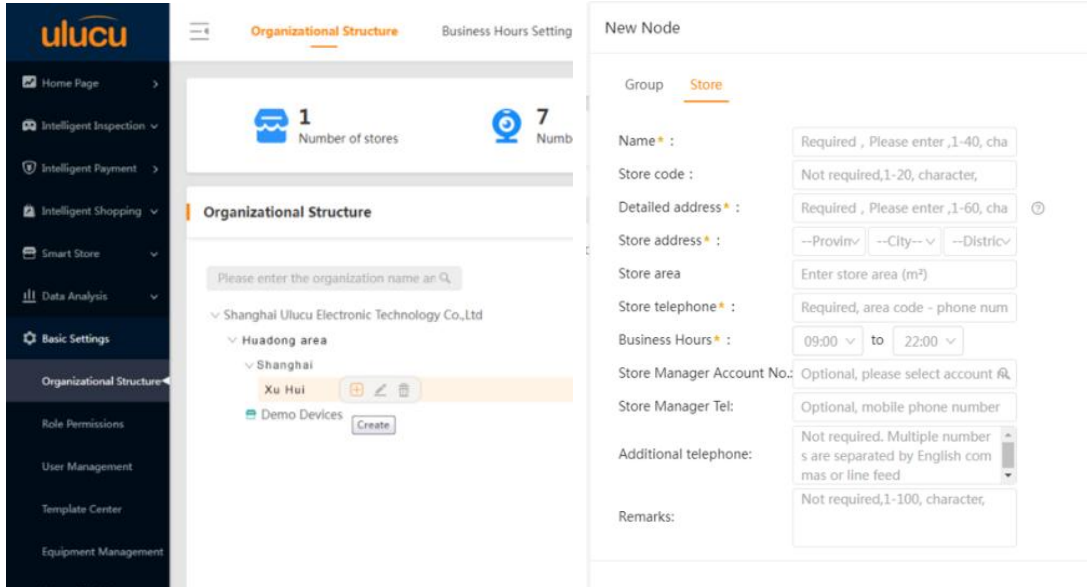 ulucu
Home Page
Intelligent Inspection
Intelligent Payment
Intelligent Shopping
Smart Store
Data Analysis
Basic Settings
Organizational Structure
Role Permissions
User Management
Template Center
Equipment Management
Organizational Structure
Business Hours Setting
1
Number of stores
7
Numb
Organizational Structure
Please enter the organization name an
Shanghai Ulucu Electronic Technology Co.,Ltd
Huadong area
Shanghai
Xu Hui
Demo Devices
Create
New Node
Group Store
Name* : Required , Please enter ,1-40, cha
Store code : Not required,1-20, character,
Detailed address* : Required , Please enter ,1-60, cha
Store address* : --Provin --City-- --Distric
Store area Enter store area (m²)
Store telephone* : Required, area code - phone num
Business Hours* : 09:00 to 22:00
Store Manager Account No.: Optional, please select account
Store Manager Tel: Optional, mobile phone number
Additional telephone: Not required. Multiple number
s are separated by English com
mas or line feed
Remarks: Not required,1-100, character,